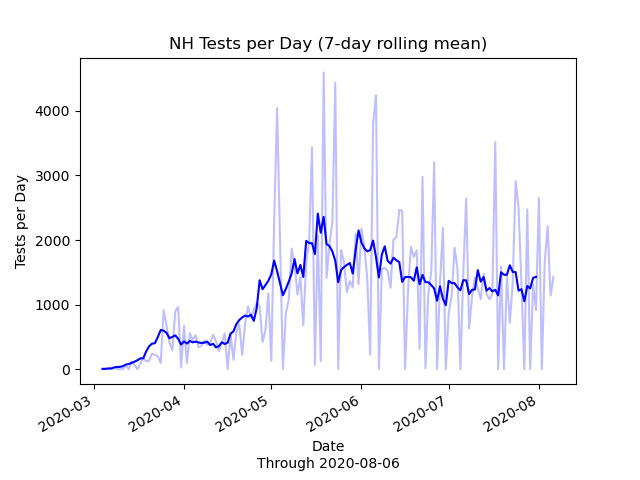 NH Tests per Day (7-day rolling mean)
Tests per Day
4000
3000
2000
1000
0
2020-03
2020-04
2020-05
2020-06
2020-07
2020-08
Date
Through 2020-08-06